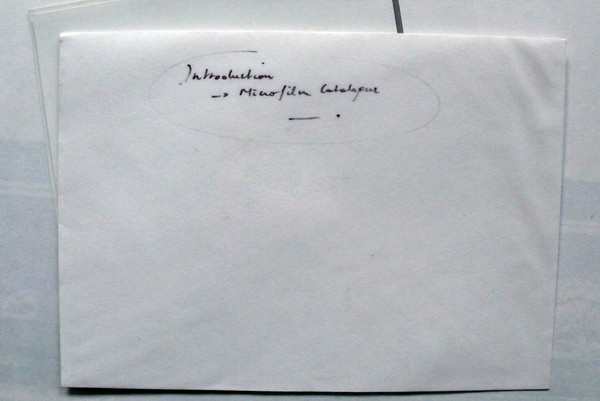 Introduction
→ Microfilm Catalogue